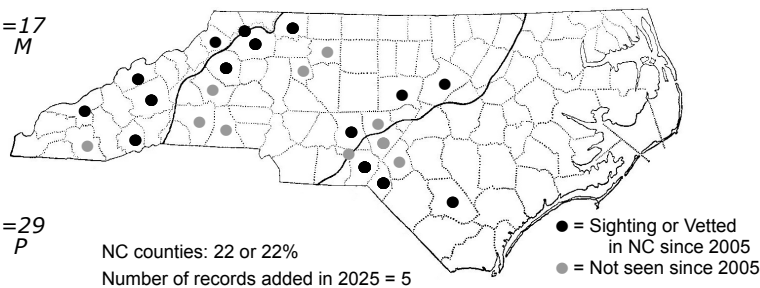 =17
M
=29
P
NC counties: 22 or 22%
Number of records added in 2025 = 5
= Sighting or Vetted
in NC since 2005
= Not seen since 2005